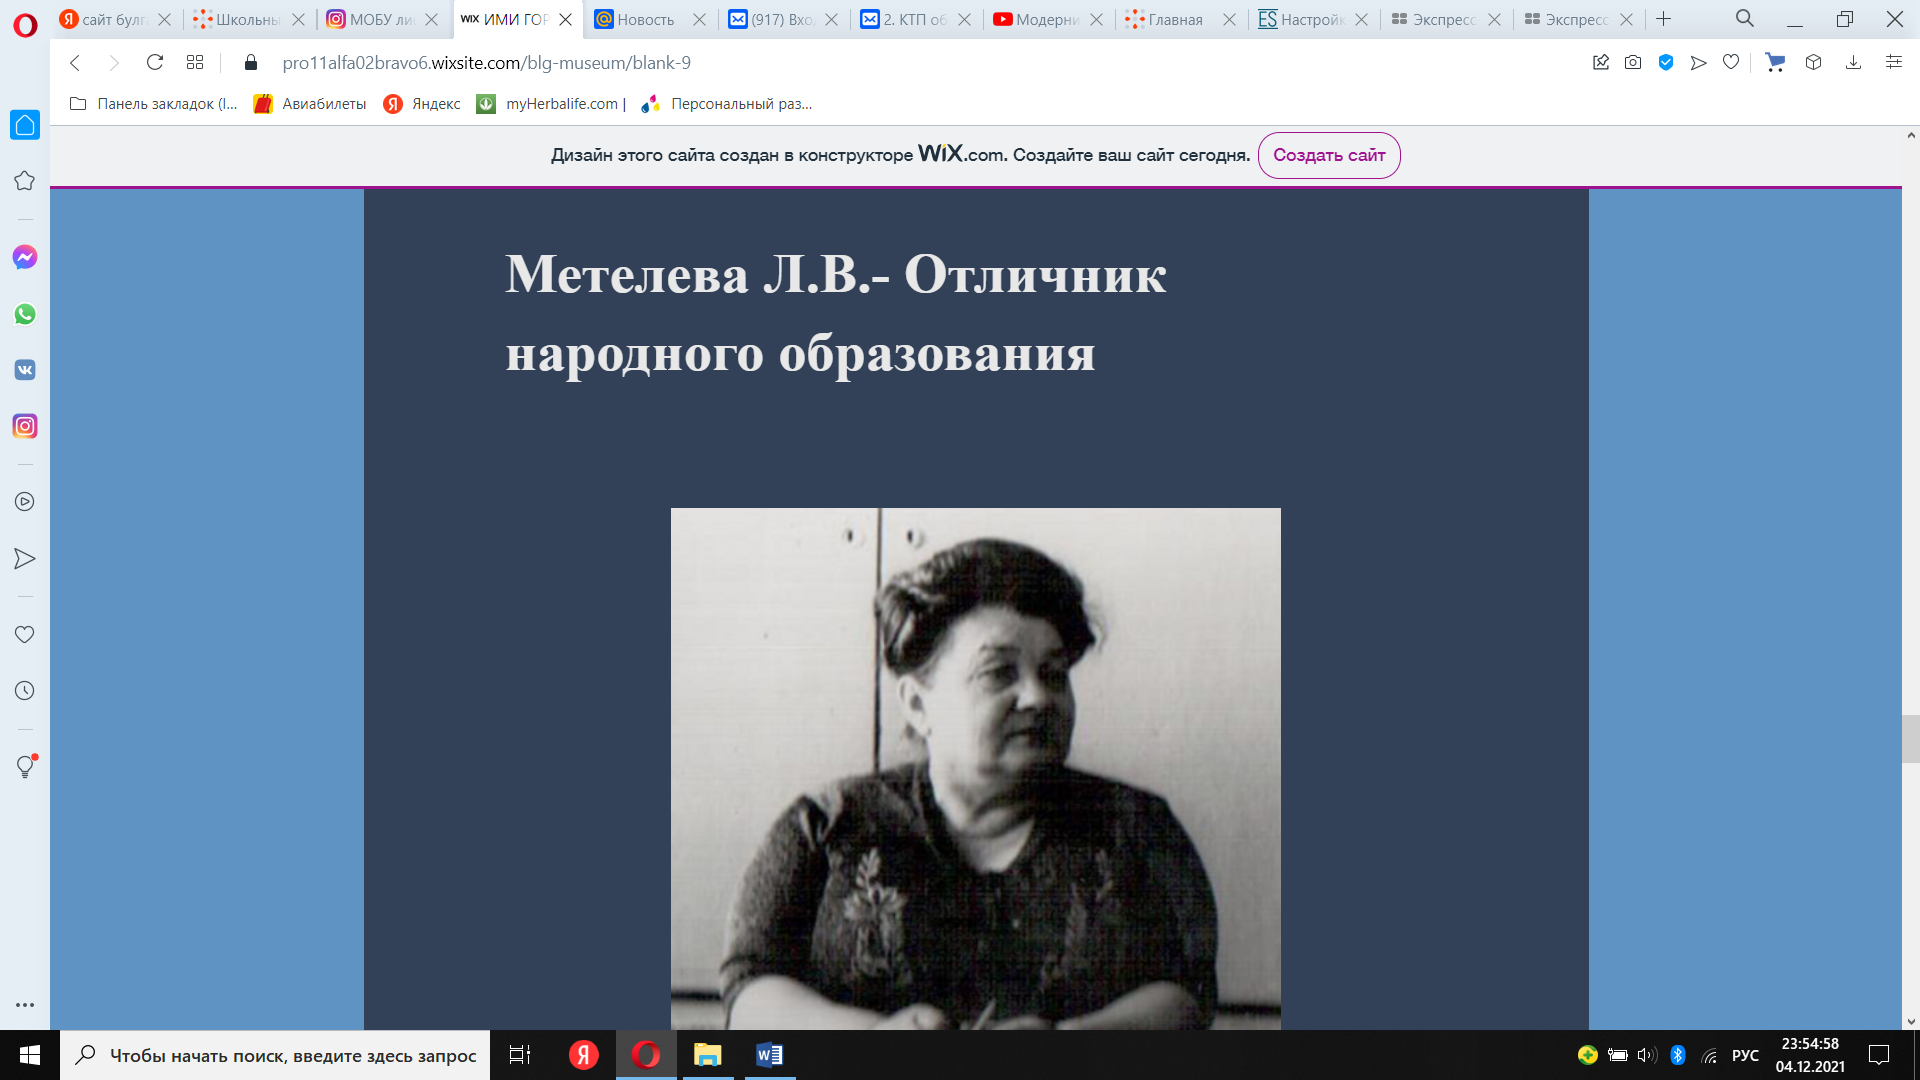 сайт булг
Школьны
МОБУ ли
WiX ИМИ ГОР
Новость
(917) Вхо
2. КТП об
Модерни
Главная
ES Настройк
Экспресс
Экспресс
pro11alfa02bravo6.wixsite.com/blg-museum/blank-9
Панель закладок (I...
Авиабилеты
Яндекс
myHerbalife.com |
Персональный раз...
Дизайн этого сайта создан в конструкторе WiX.com. Создайте ваш сайт сегодня.
Создать сайт
Метелева Л.В.- Отличник
народного образования
Чтобы начать поиск, введите здесь запрос
РУС
23:54:58
04.12.2021